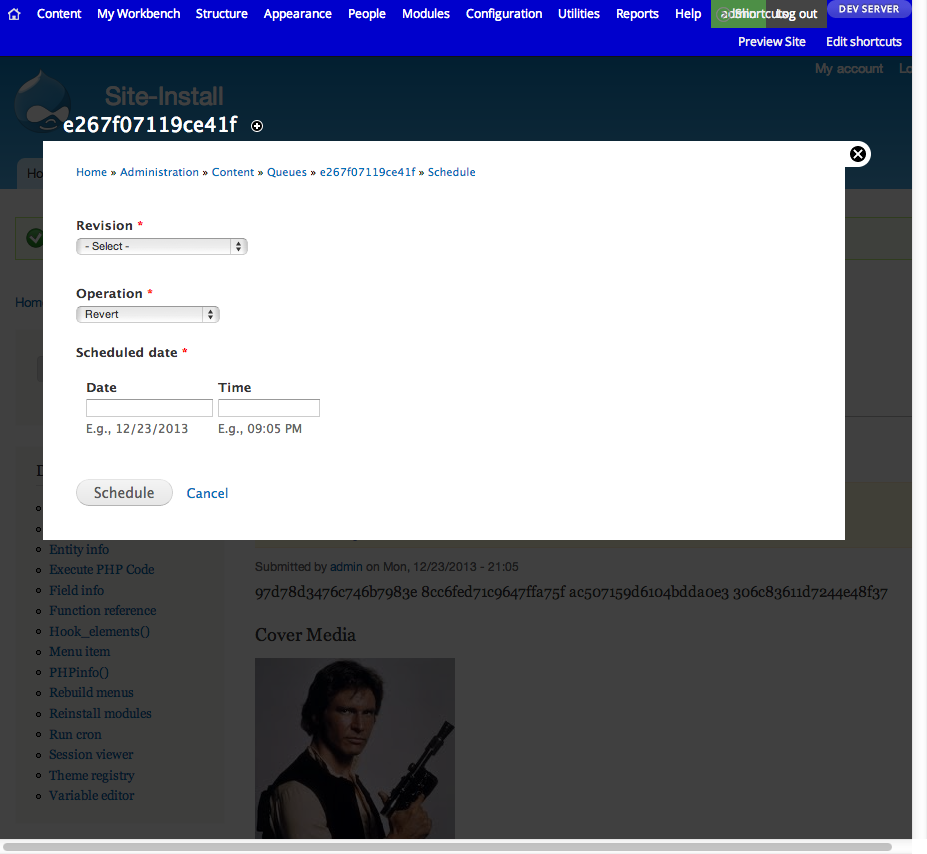 Content My Workbench Structure Appearance People Modules Configuration Utilities Reports Help admin Shortcuts Log out DEV SERVER
Preview Site Edit shortcuts
My account Lo
Site-Install
e267f07119ce41f
Home » Administration » Content » Queues » e267f07119ce41f » Schedule
Ho
Revision *
- Select -
Operation *
Hom
Revert
Scheduled date *
Date Time
E.g., 12/23/2013 E.g., 09:05 PM
D
Schedule Cancel
Entity info
Execute PHP Code
Field info
Function reference
Hook_elements()
Menu item
PHPinfo()
Rebuild menus
Reinstall modules
Run cron
Session viewer
Theme registry
Variable editor
Submitted by admin on Mon, 12/23/2013 - 21:05
97d78d3476c746b7983e 8cc6fed71c9647ffa75f ac507159d6104bdda0e3 306c83611d7244e48f37
Cover Media